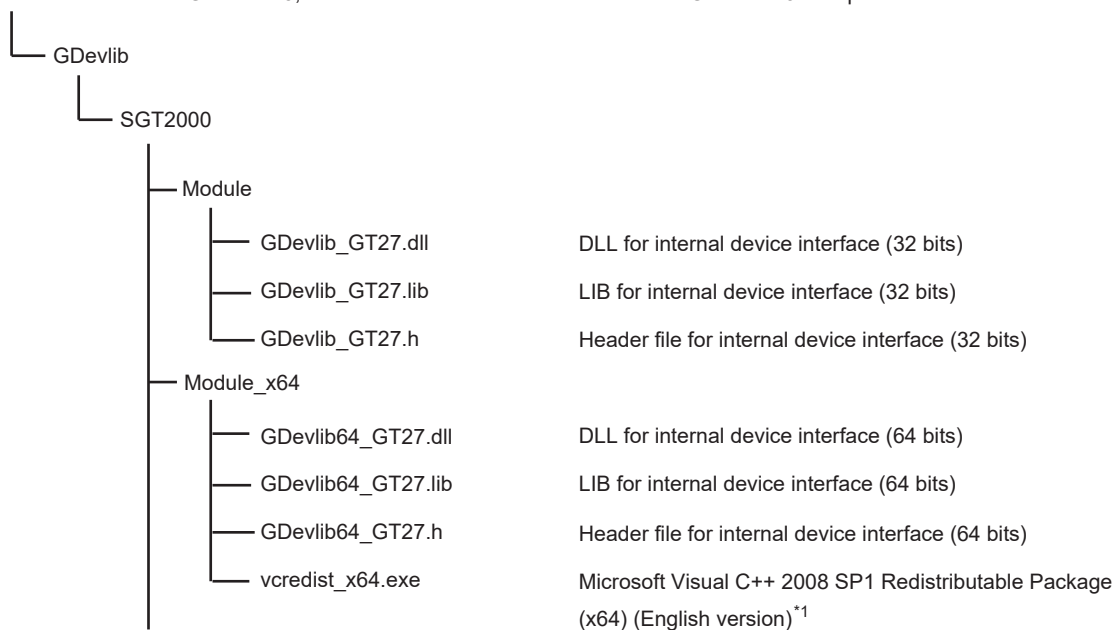 GDevlib
SGT2000
Module
GDevlib_GT27.dll DLL for internal device interface (32 bits)
GDevlib_GT27.lib LIB for internal device interface (32 bits)
GDevlib_GT27.h Header file for internal device interface (32 bits)
Module_x64
GDevlib64_GT27.dll DLL for internal device interface (64 bits)
GDevlib64_GT27.lib LIB for internal device interface (64 bits)
GDevlib64_GT27.h Header file for internal device interface (64 bits)
vcredist_x64.exe Microsoft Visual C++ 2008 SP1 Redistributable Package
(x64) (English version)*1